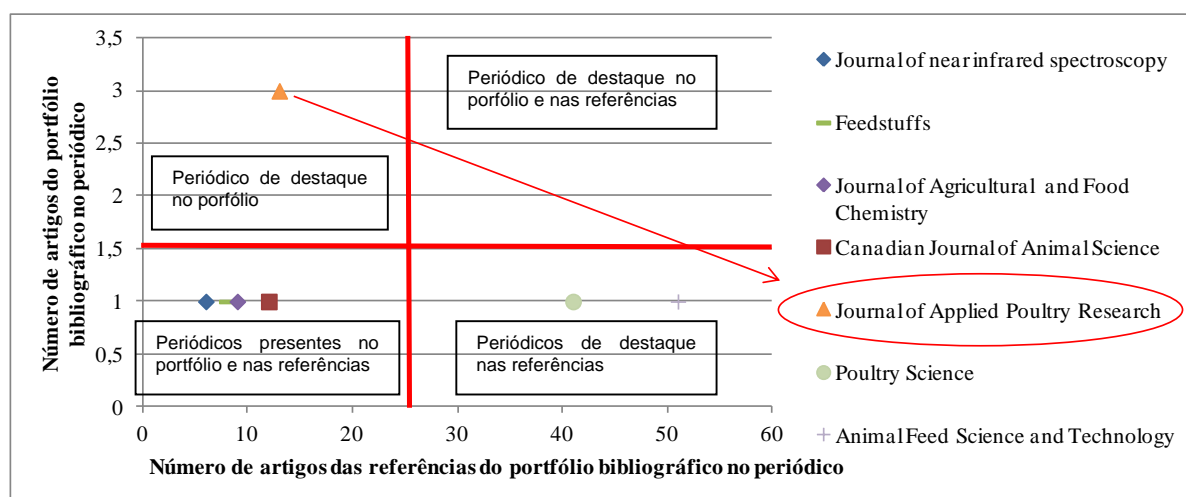 Número de artigos do portfólio
bibliográfico no periódico
3,5
3
2,5
2
1,5
1
0,5
0
0
10
20
30
40
50
60
Periódico de destaque no
porfólio e nas referências
Periódico de destaque
no porfólio
Periódicos presentes no
portfólio e nas referências
Periódicos de destaque
nas referências
Número de artigos das referências do portfólio bibliográfico no periódico
Journal of near infrared spectroscopy
Feedstuffs
Journal of Agricultural and Food
Chemistry
Canadian Journal of Animal Science
Journal of Applied Poultry Research
Poultry Science
Animal Feed Science and Technology